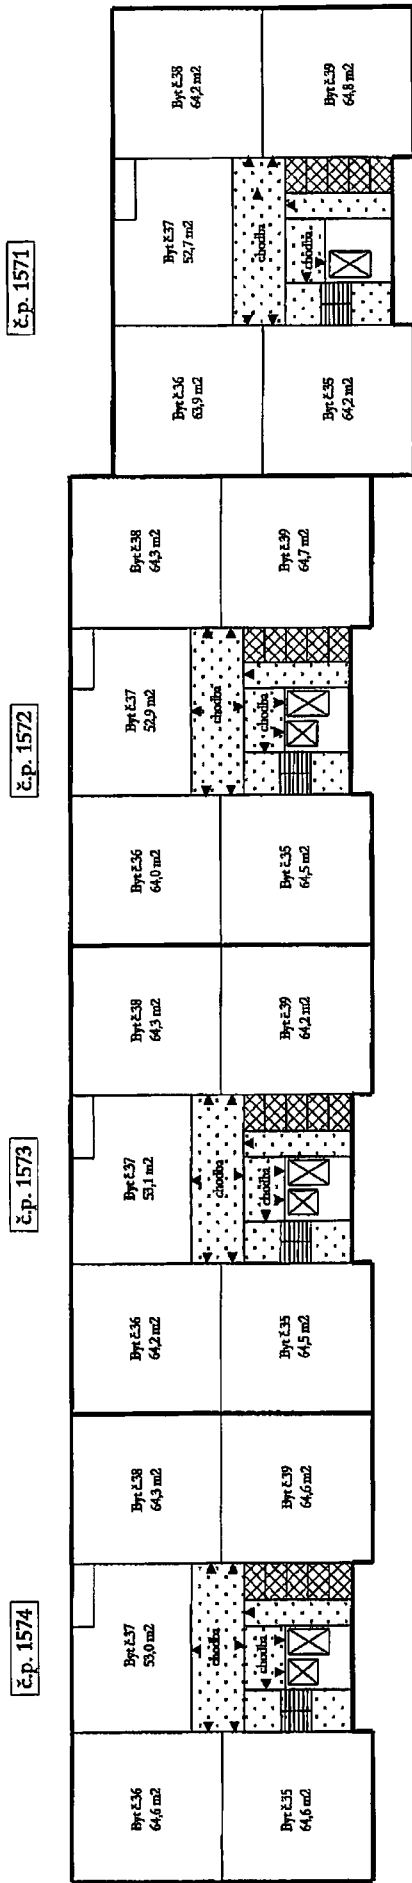 č.p. 1571
Byt č.38
64,2 m2
Byt č.39
64,8 m2
Byt č.37
52,7 m2
chodba
chodba
Byt č.36
63,9 m2
Byt č.35
64,2 m2
č.p. 1572
Byt č.38
64,3 m2
Byt č.39
64,7 m2
Byt č.37
52,9 m2
chodba
chodba
Byt č.36
64,0 m2
Byt č.35
64,5 m2
č.p. 1573
Byt č.38
64,3 m2
Byt č.39
64,2 m2
Byt č.37
53,1 m2
chodba
chodba
Byt č.36
64,2 m2
Byt č.35
64,5 m2
č.p. 1574
Byt č.38
64,3 m2
Byt č.39
64,6 m2
Byt č.37
53,0 m2
chodba
chodba
Byt č.36
64,6 m2
Byt č.35
64,6 m2